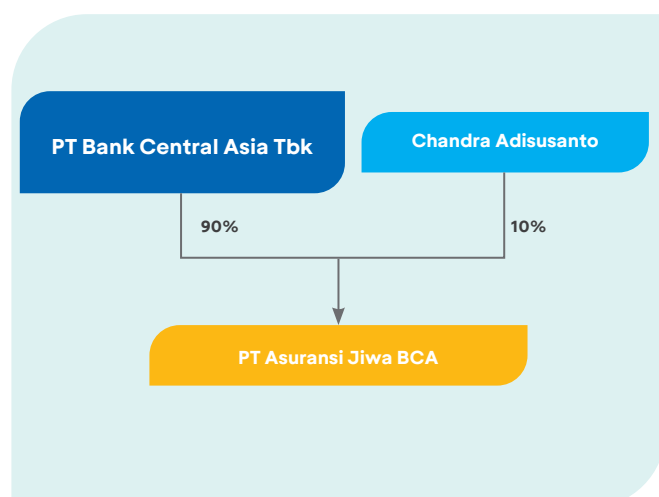 PT Bank Central Asia Tbk
Chandra Adisusanto
90%
10%
PT Asuransi Jiwa BCA